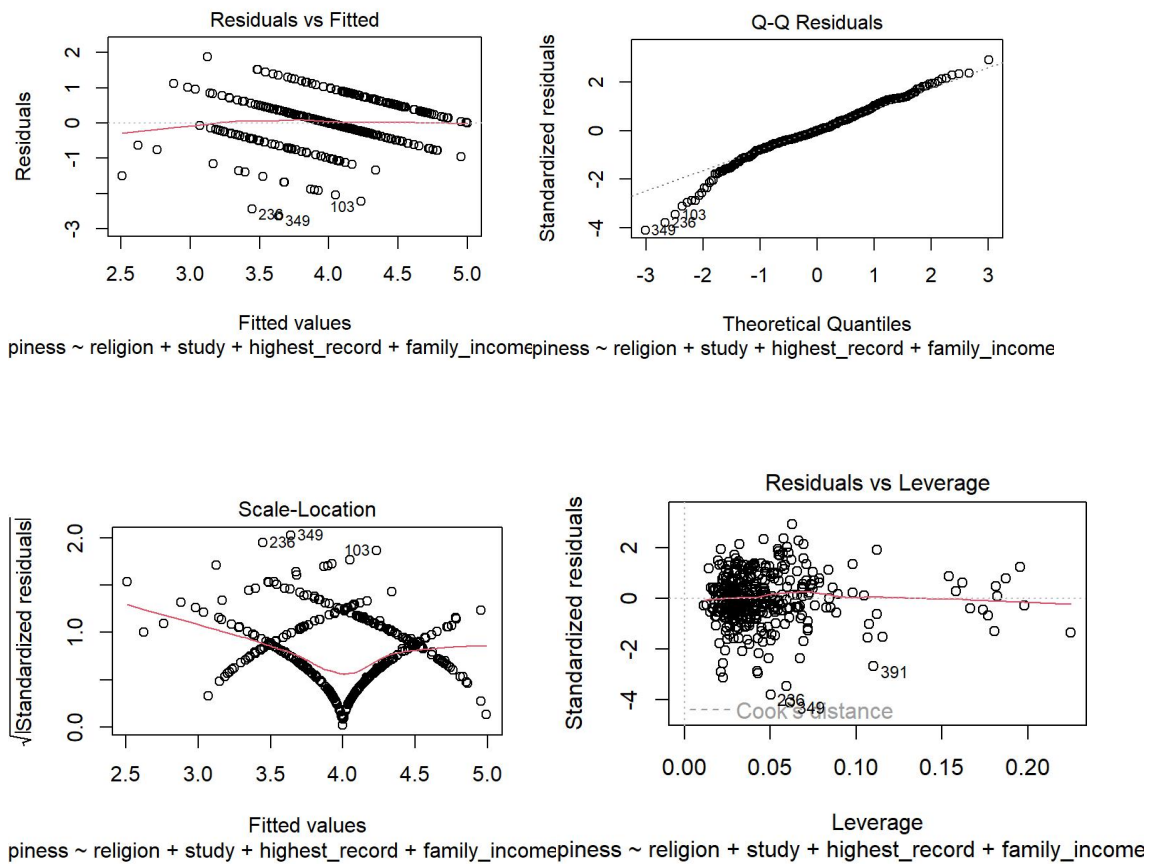 Residuals vs Fitted
Residuals
2
1
0
-1
-3
236
349
103
2.5 3.0 3.5 4.0 4.5 5.0
Fitted values
piness ~ religion + study + highest_record + family_income
Q-Q Residuals
Standardized residuals
2
0
-2
-4
349
236
103
-3 -2 -1 0 1 2 3
Theoretical Quantiles
piness ~ religion + study + highest_record + family_income
Scale-Location
√|Standardized residuals|
2.0
1.0
0.0
236
349
103
2.5 3.0 3.5 4.0 4.5 5.0
Fitted values
piness ~ religion + study + highest_record + family_income
Residuals vs Leverage
Standardized residuals
2
0
-2
-4
391
236
349
Cook's distance
0.00 0.05 0.10 0.15 0.20
Leverage
piness ~ religion + study + highest_record + family_income